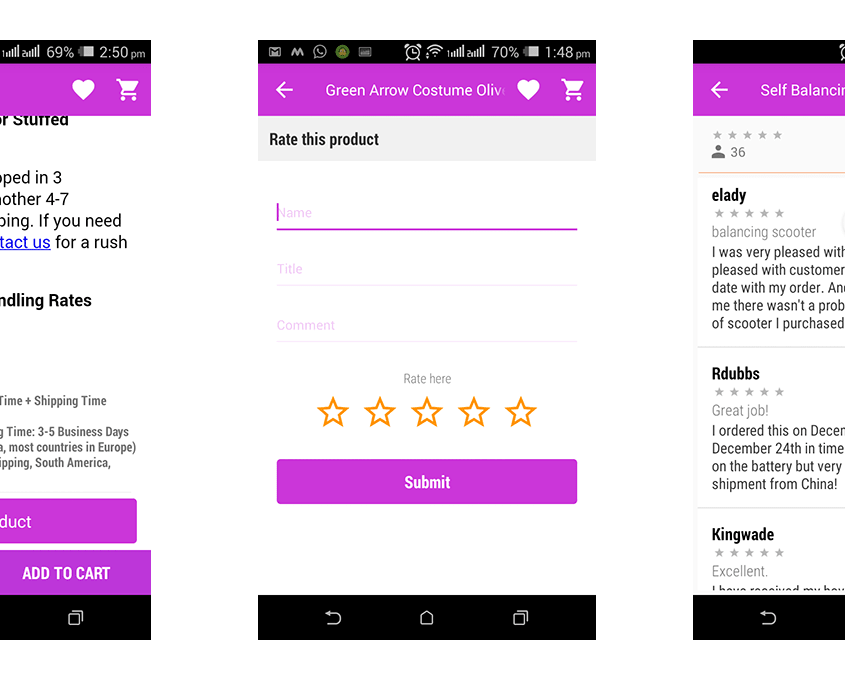 69% 2:50 pm
or Stuffed
pped in 3
nother 4-7
ping. If you need
tact us for a rush
ndling Rates
Time + Shipping Time
g Time: 3-5 Business Days
a, most countries in Europe)
ipping, South America,
duct
ADD TO CART
70% 1:48 pm
Green Arrow Costume Olive
Rate this product
Name
Title
Comment
Rate here
Submit
Self Balancin
36
elady
balancing scooter
I was very pleased with
pleased with customer
date with my order. And
me there wasn't a prob
of scooter I purchased
Rdubbs
Great job!
I ordered this on Decem
December 24th in time
on the battery but very
shipment from China!
Kingwade
Excellent.
I have received my hov